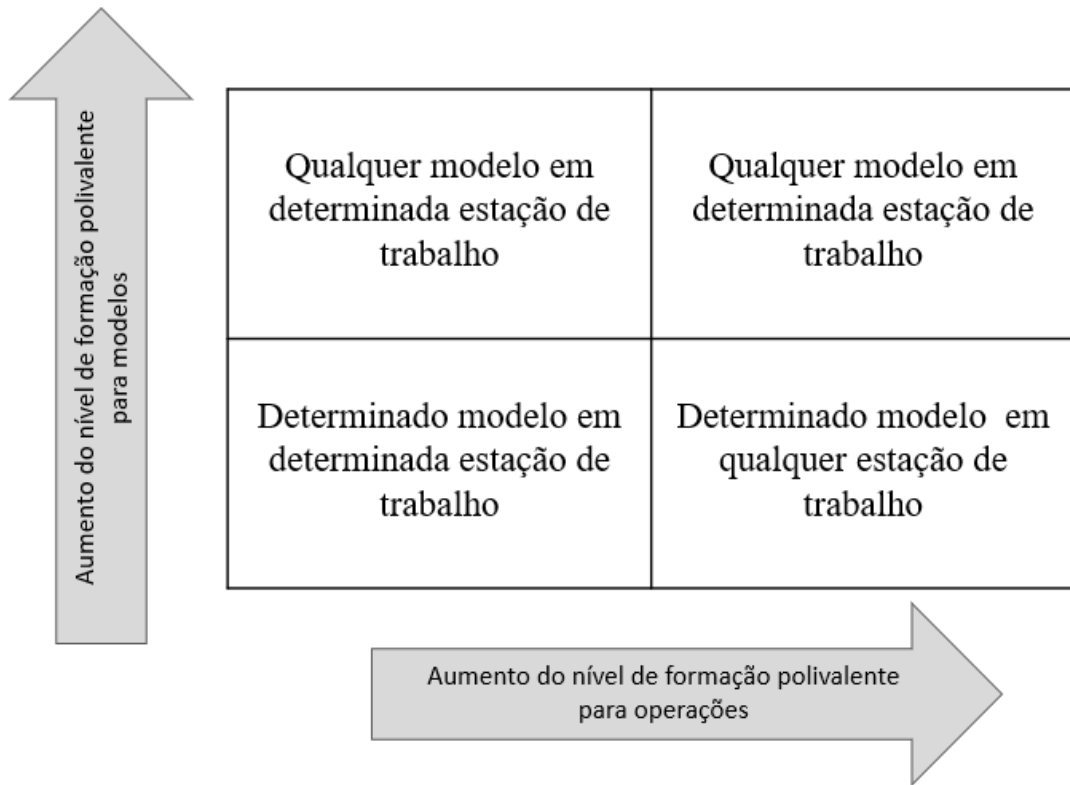 Aumento do nível de formação polivalente
para modelos
Qualquer modelo em
determinada estação de
trabalho
Qualquer modelo em
determinada estação de
trabalho
Determinado modelo em
determinada estação de
trabalho
Determinado modelo em
qualquer estação de
trabalho
Aumento do nível de formação polivalente
para operações